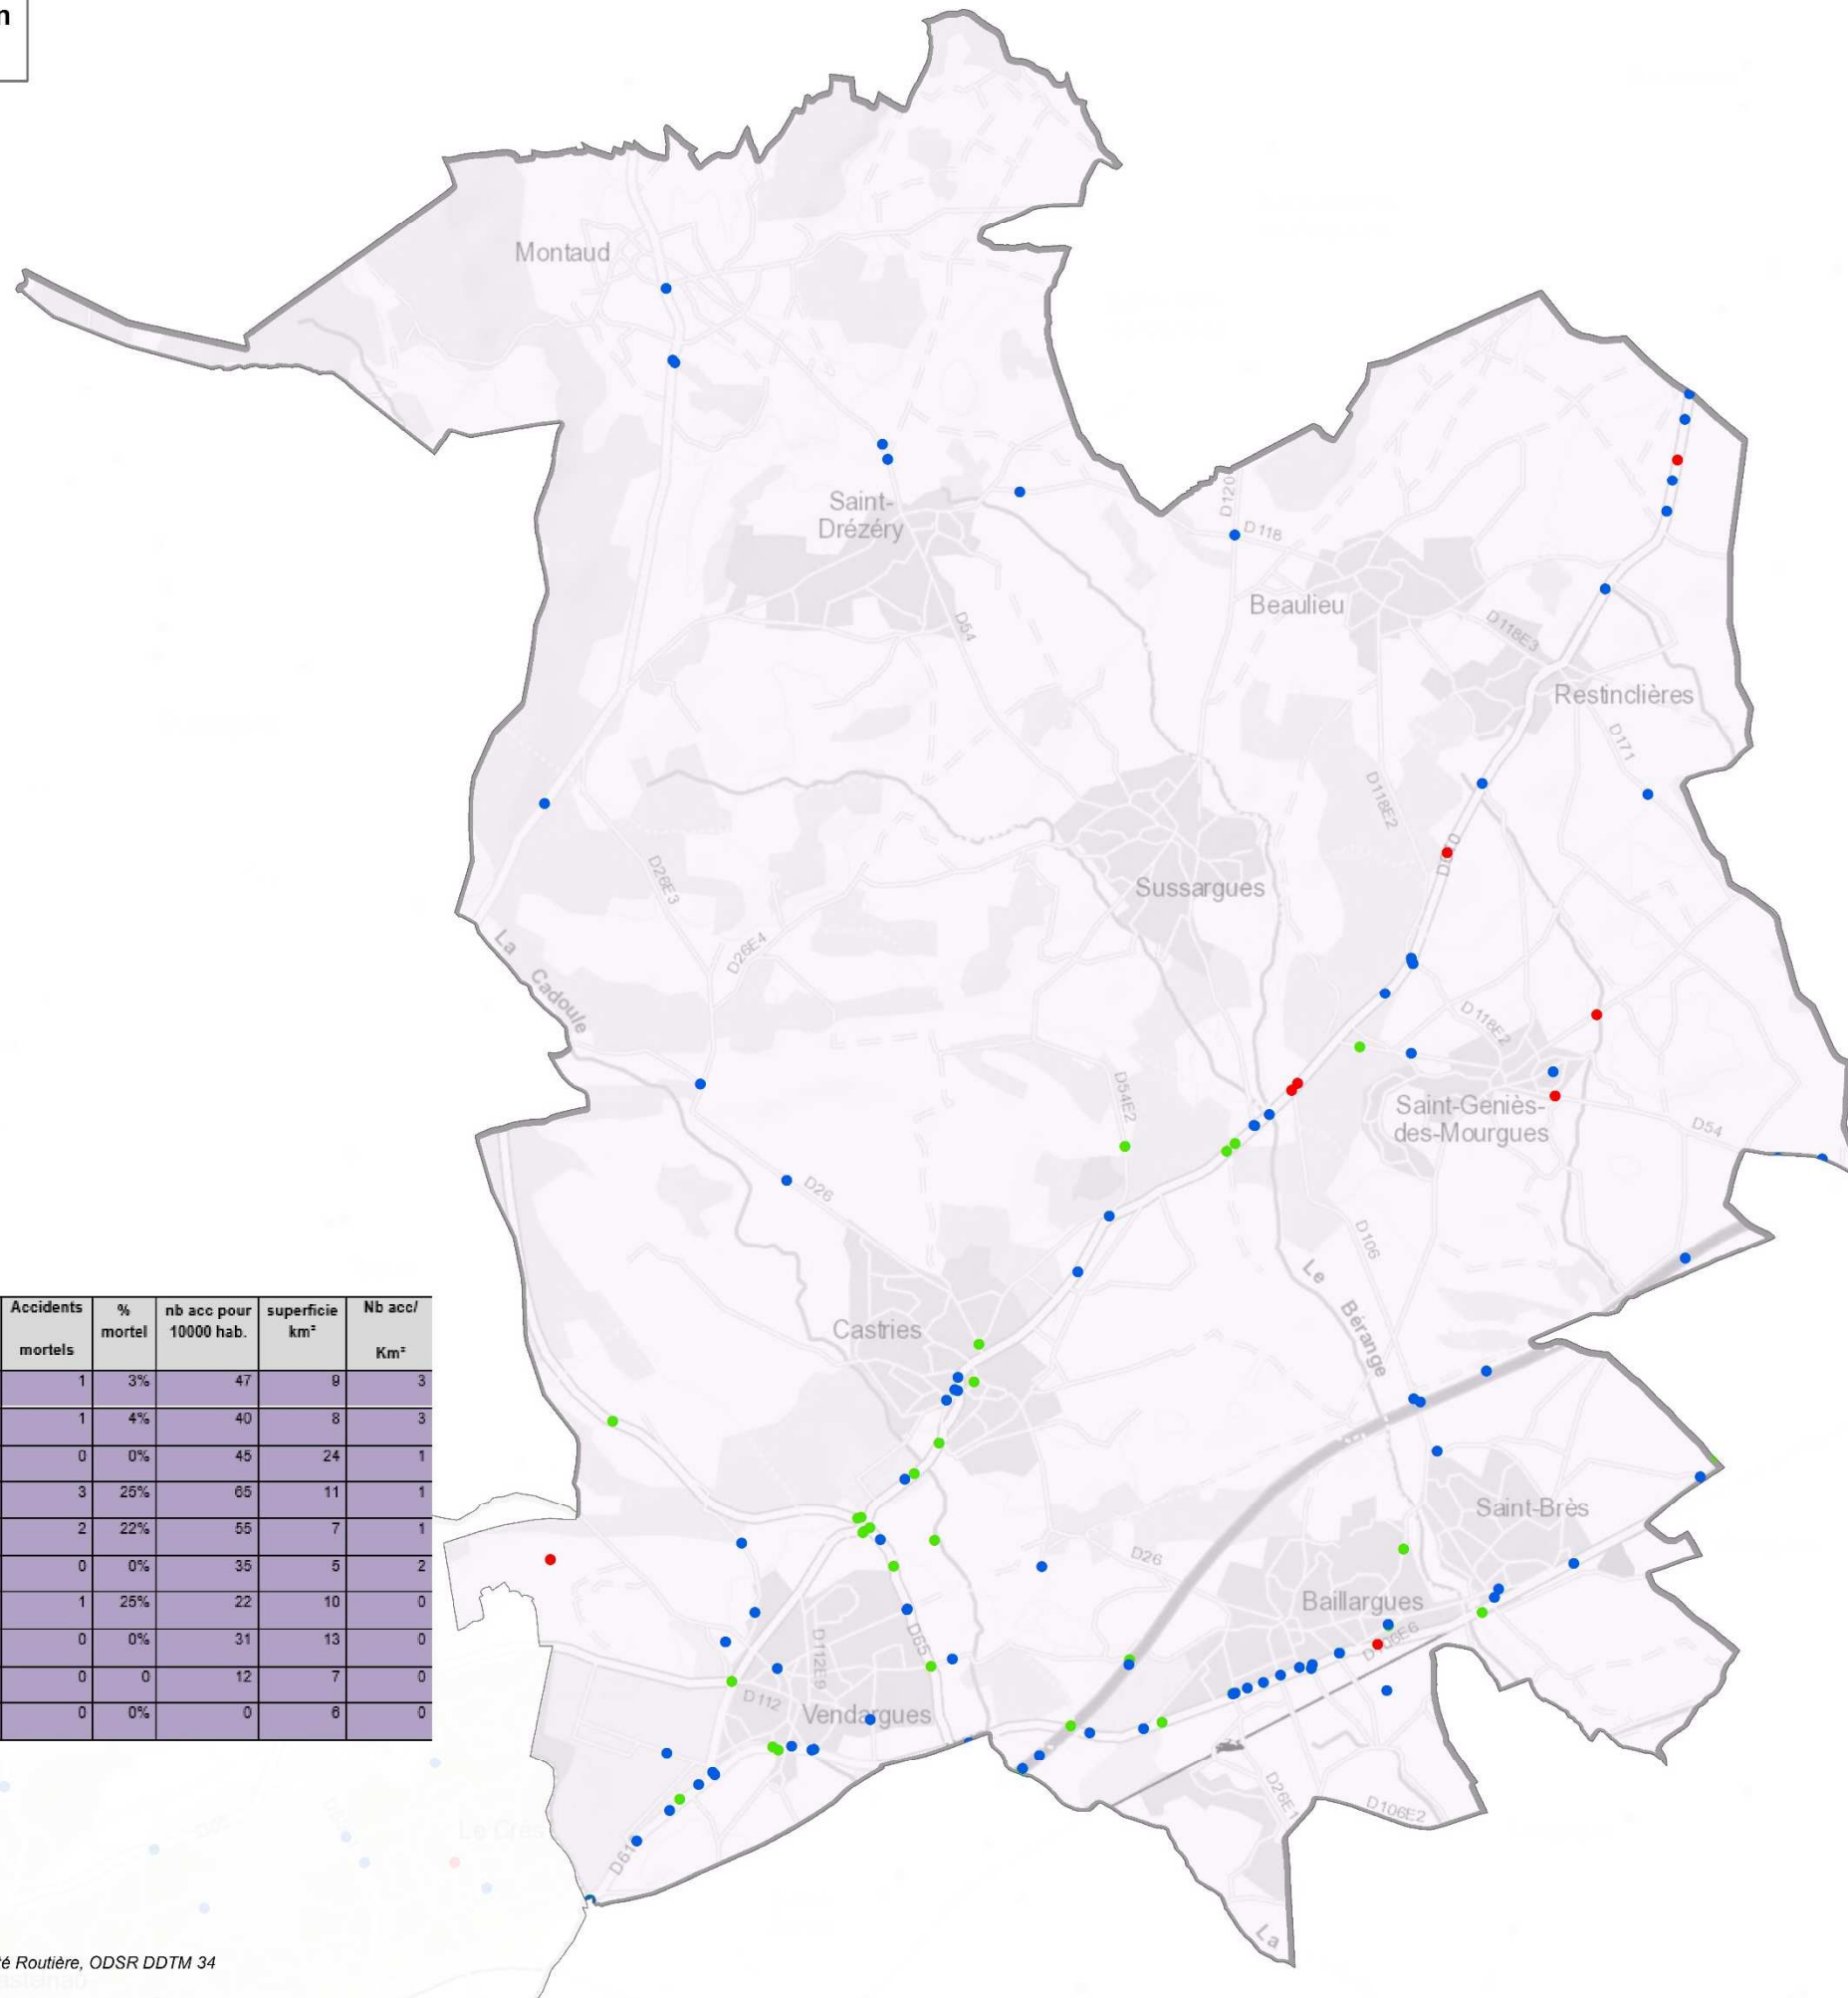 n
Montaud
Saint-
Drézéry
D120
D118
Beaulieu
D118E3
Restinclières
D54
D171
D118E2
Sussargues
D26E3
D26E4
La Cadoule
D118E2
D54E2
Saint-Geniès-
des-Mourgues
D54
D26
D106
Le Bérange
Castries
Saint-Brès
D26
Baillargues
D106E6
D65
D112E9
D112
Vendargues
D26E1
D106E2
D61
La
Accidents mortels | % mortel | nb acc pour 10000 hab. | superficie km² | Nb acc/ Km²
1 3% 47 9 3
1 4% 40 8 3
0 0% 45 24 1
3 25% 65 11 1
2 22% 55 7 1
0 0% 35 5 2
1 25% 22 10 0
0 0% 31 13 0
0 0 12 7 0
0 0% 0 6 0
Le Crès
té Routière, ODSR DDTM 34